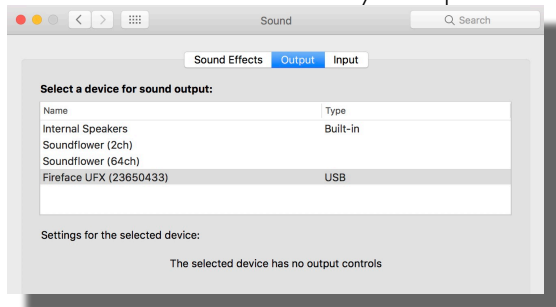 Sound
Search
Sound Effects Output Input
Select a device for sound output:
Name Type
Internal Speakers Built-in
Soundflower (2ch)
Soundflower (64ch)
Fireface UFX (23650433) USB
Settings for the selected device:
The selected device has no output controls